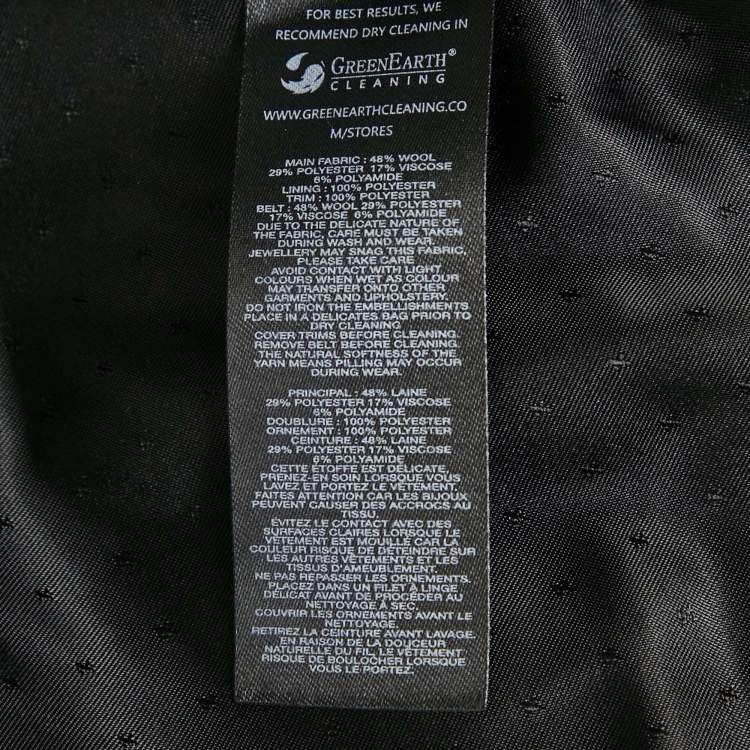 FOR BEST RESULTS, WE
RECOMMEND DRY CLEANING IN
GREENEARTH®
CLEANING
WWW.GREENEARTHCLEANING.CO
M/STORES
MAIN FABRIC : 48% WOOL
29% POLYESTER 17% VISCOSE
6% POLYAMIDE
LINING : 100% POLYESTER
TRIM : 100% POLYESTER
BELT : 48% WOOL 29% POLYESTER
17% VISCOSE 6% POLYAMIDE
DUE TO THE DELICATE NATURE OF
THE FABRIC, CARE MUST BE TAKEN
DURING WASH AND WEAR.
JEWELLERY MAY SNAG THIS FABRIC,
PLEASE TAKE CARE
AVOID CONTACT WITH LIGHT
COLOURS WHEN WET AS COLOUR
MAY TRANSFER ONTO OTHER
GARMENTS AND UPHOLSTERY.
DO NOT IRON THE EMBELLISHMENTS
PLACE IN A DELICATES BAG PRIOR TO
DRY CLEANING
COVER TRIMS BEFORE CLEANING.
REMOVE BELT BEFORE CLEANING.
THE NATURAL SOFTNESS OF THE
YARN MEANS PILLING MAY OCCUR
DURING WEAR.
PRINCIPAL : 48% LAINE
29% POLYESTER 17% VISCOSE
6% POLYAMIDE
DOUBLURE : 100% POLYESTER
ORNEMENT : 100% POLYESTER
CEINTURE : 48% LAINE
29% POLYESTER 17% VISCOSE
6% POLYAMIDE
CETTE ÉTOFFE EST DÉLICATE,
PRENEZ-EN SOIN LORSQUE VOUS
LAVEZ ET PORTEZ LE VÊTEMENT.
FAITES ATTENTION CAR LES BIJOUX
PEUVENT CAUSER DES ACCROCS AU
TISSU.
ÉVITEZ LE CONTACT AVEC DES
SURFACES CLAIRES LORSQUE LE
VÊTEMENT EST MOUILLÉ CAR LA
COULEUR RISQUE DE DÉTEINDRE SUR
LES AUTRES VÊTEMENTS ET LES
TISSUS D'AMEUBLEMENT.
NE PAS REPASSER LES ORNEMENTS.
PLACEZ DANS UN FILET À LINGE
DÉLICAT AVANT DE PROCÉDER AU
NETTOYAGE À SEC.
COUVRIR LES ORNEMENTS AVANT LE
NETTOYAGE.
RETIREZ LA CEINTURE AVANT LAVAGE.
EN RAISON DE LA DOUCEUR
NATURELLE DU FIL, LE VÊTEMENT
RISQUE DE BOULOCHER LORSQUE
VOUS LE PORTEZ.